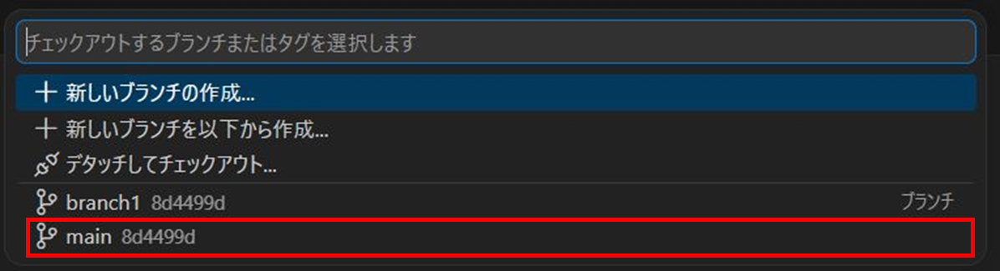 チェックアウトするブランチまたはタグを選択します
新しいブランチの作成...
新しいブランチを以下から作成...
デタッチしてチェックアウト...
branch1 8d4499d ブランチ
main 8d4499d